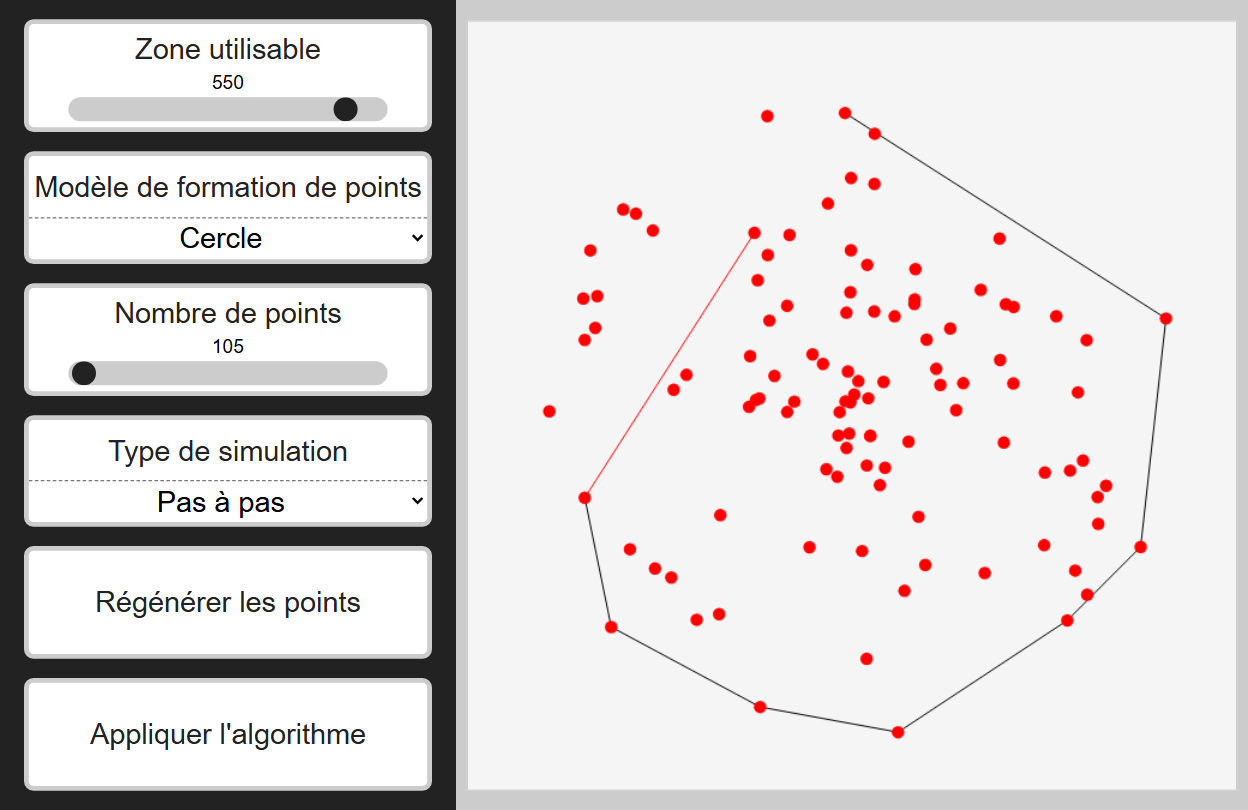 Zone utilisable
550
Modèle de formation de points
Cercle
Nombre de points
105
Type de simulation
Pas à pas
Régénérer les points
Appliquer l'algorithme